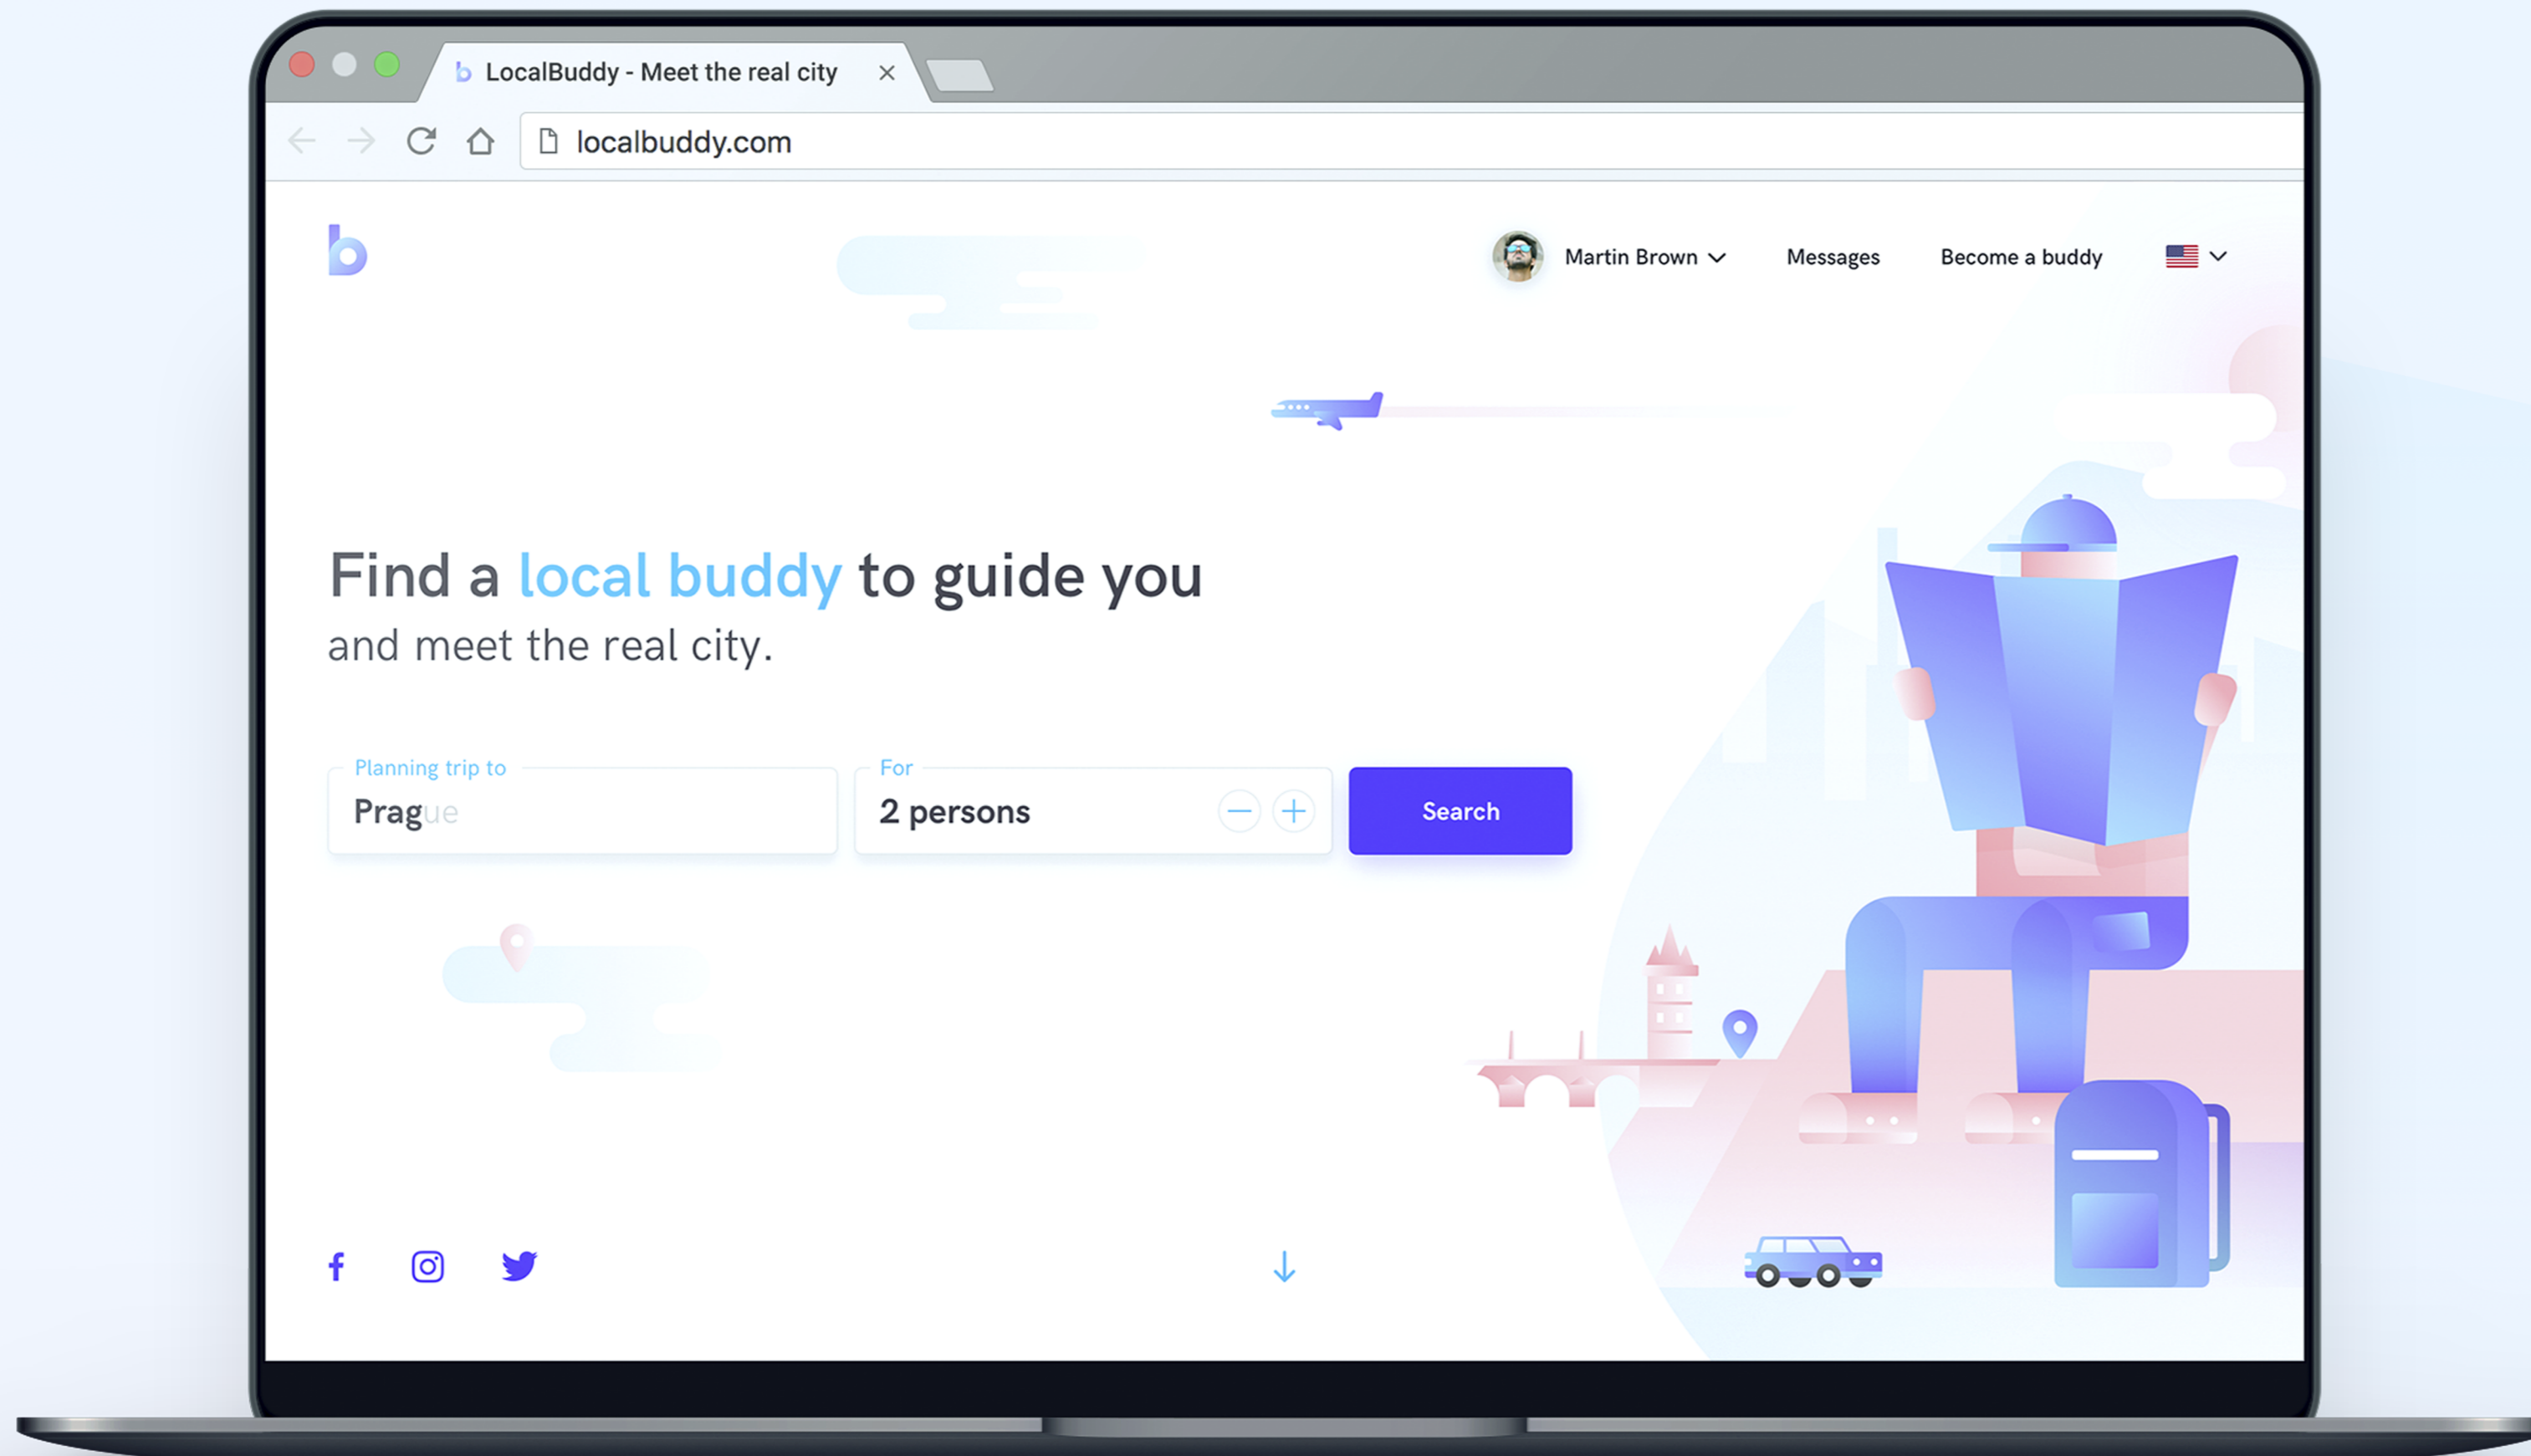 LocalBuddy - Meet the real city
localbuddy.com
b
Martin Brown
Messages
Become a buddy
Find a local buddy to guide you
and meet the real city.
Planning trip to
Prague
For
2 persons
Search